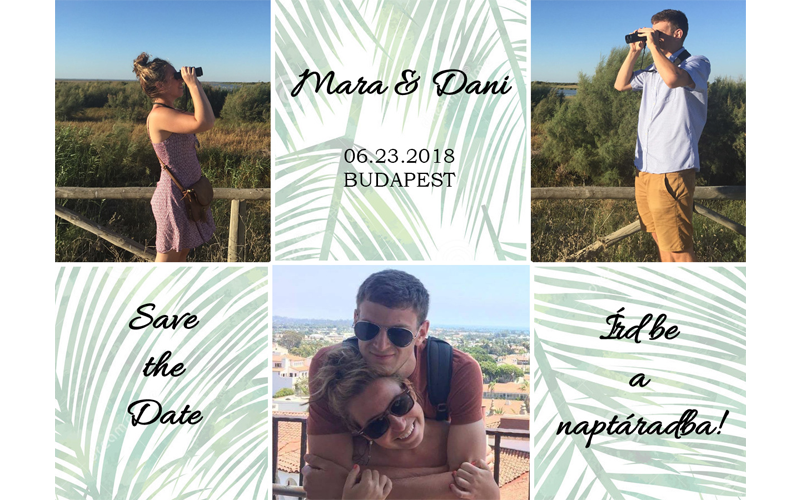 Mara & Dani
06.23.2018
BUDAPEST
Save
the
Date
Írd be
a
naptáradba!